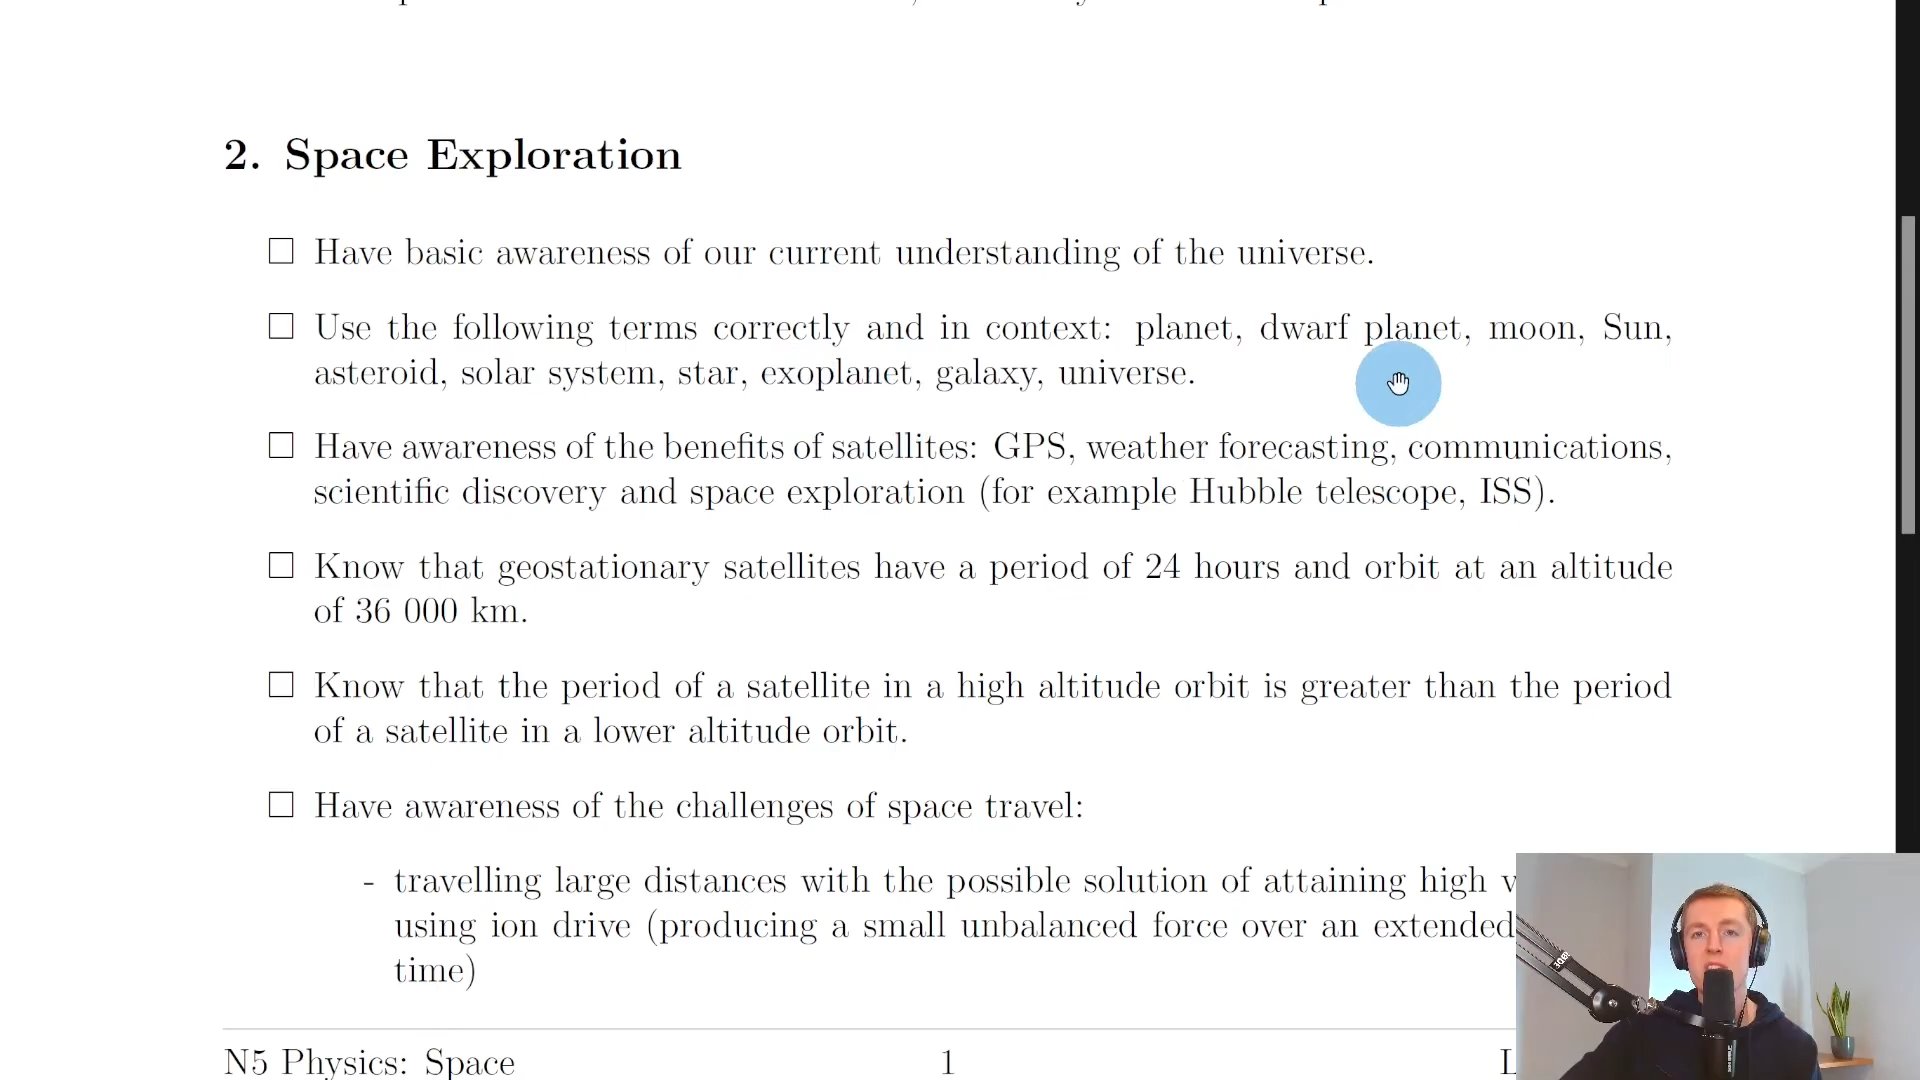 2. Space Exploration
Have basic awareness of our current understanding of the universe.
Use the following terms correctly and in context: planet, dwarf planet, moon, Sun,
asteroid, solar system, star, exoplanet, galaxy, universe.
Have awareness of the benefits of satellites: GPS, weather forecasting, communications,
scientific discovery and space exploration (for example Hubble telescope, ISS).
Know that geostationary satellites have a period of 24 hours and orbit at an altitude
of 36 000 km.
Know that the period of a satellite in a high altitude orbit is greater than the period
of a satellite in a lower altitude orbit.
Have awareness of the challenges of space travel:
- travelling large distances with the possible solution of attaining high v
using ion drive (producing a small unbalanced force over an extended
time)
N5 Physics: Space
1
L
RØDE